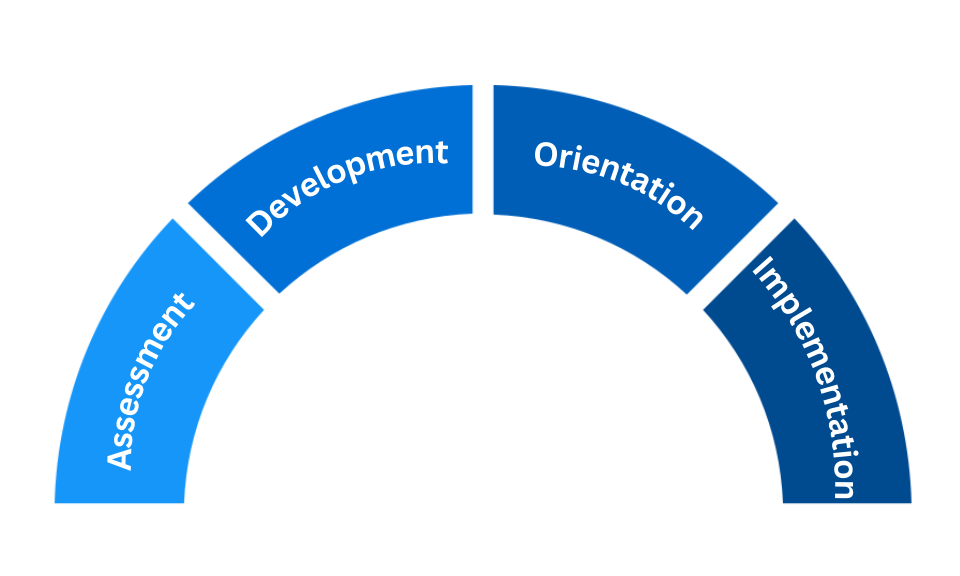 Assessment
Development
Orientation
Implementation